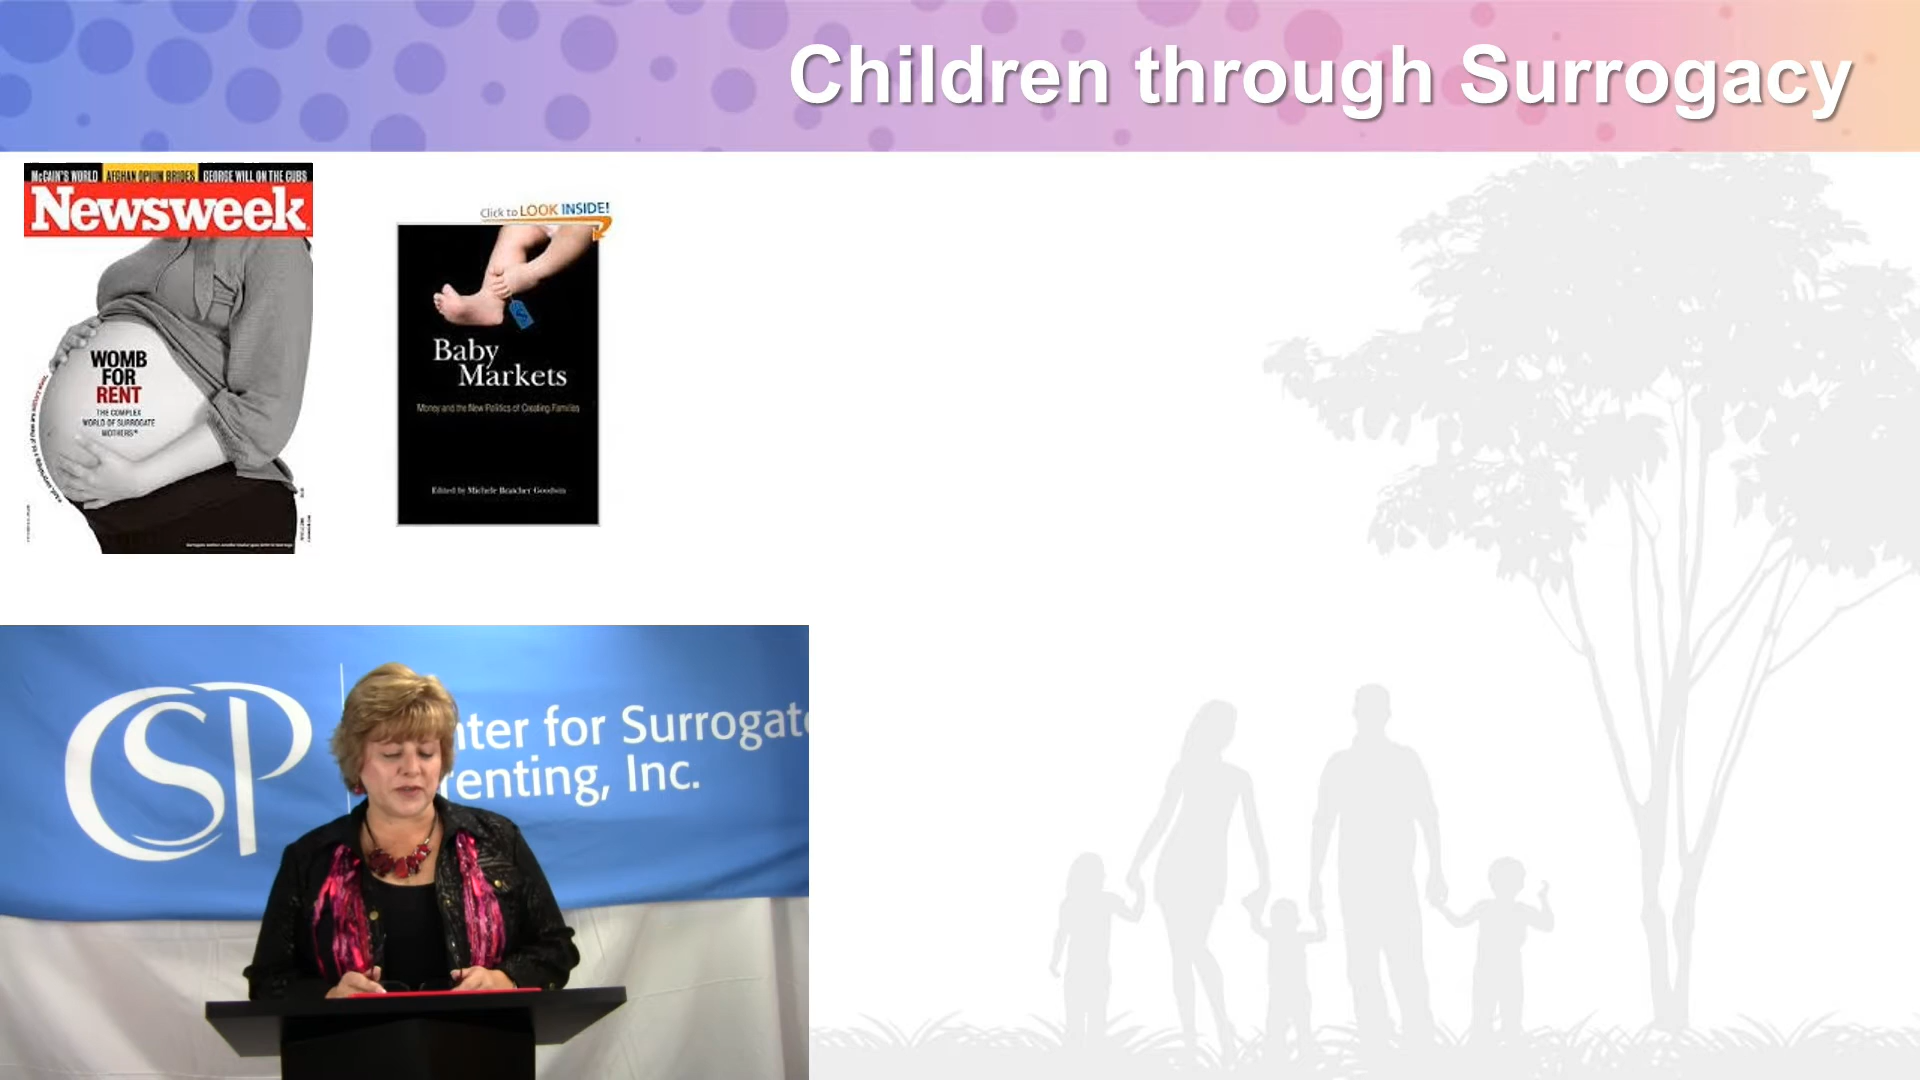 Children through Surrogacy
McCAIN'S WORLD AFGHAN OPIUM BRIDES GEORGE WILL ON THE CUBS
Newsweek
WOMB
FOR
RENT
THE COMPLEX
WORLD OF SURROGATE
MOTHERS*
Click to LOOK INSIDE!
Baby
Markets
Money and the New Politics of Creating Families
Edited by Michele Bratcher Goodwin
CSP
nter for Surrogate
renting, Inc.